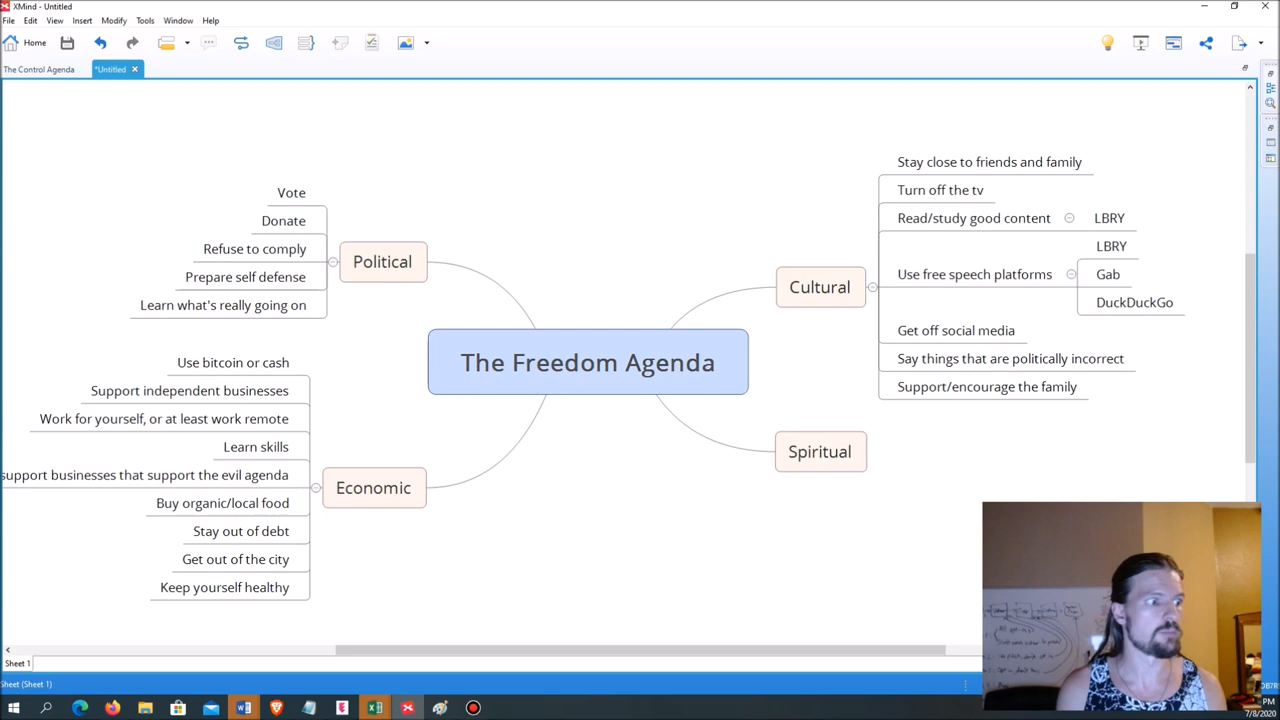 XMind - Untitled
File Edit View Insert Modify Tools Window Help
Home
The Control Agenda *Untitled
The Freedom Agenda
Political
Vote
Donate
Refuse to comply
Prepare self defense
Learn what's really going on
Economic
Use bitcoin or cash
Support independent businesses
Work for yourself, or at least work remote
Learn skills
support businesses that support the evil agenda
Buy organic/local food
Stay out of debt
Get out of the city
Keep yourself healthy
Cultural
Stay close to friends and family
Turn off the tv
Read/study good content
LBRY
Use free speech platforms
LBRY
Gab
DuckDuckGo
Get off social media
Say things that are politically incorrect
Support/encourage the family
Spiritual
Sheet 1
Sheet (Sheet 1)
PM
7/8/2020